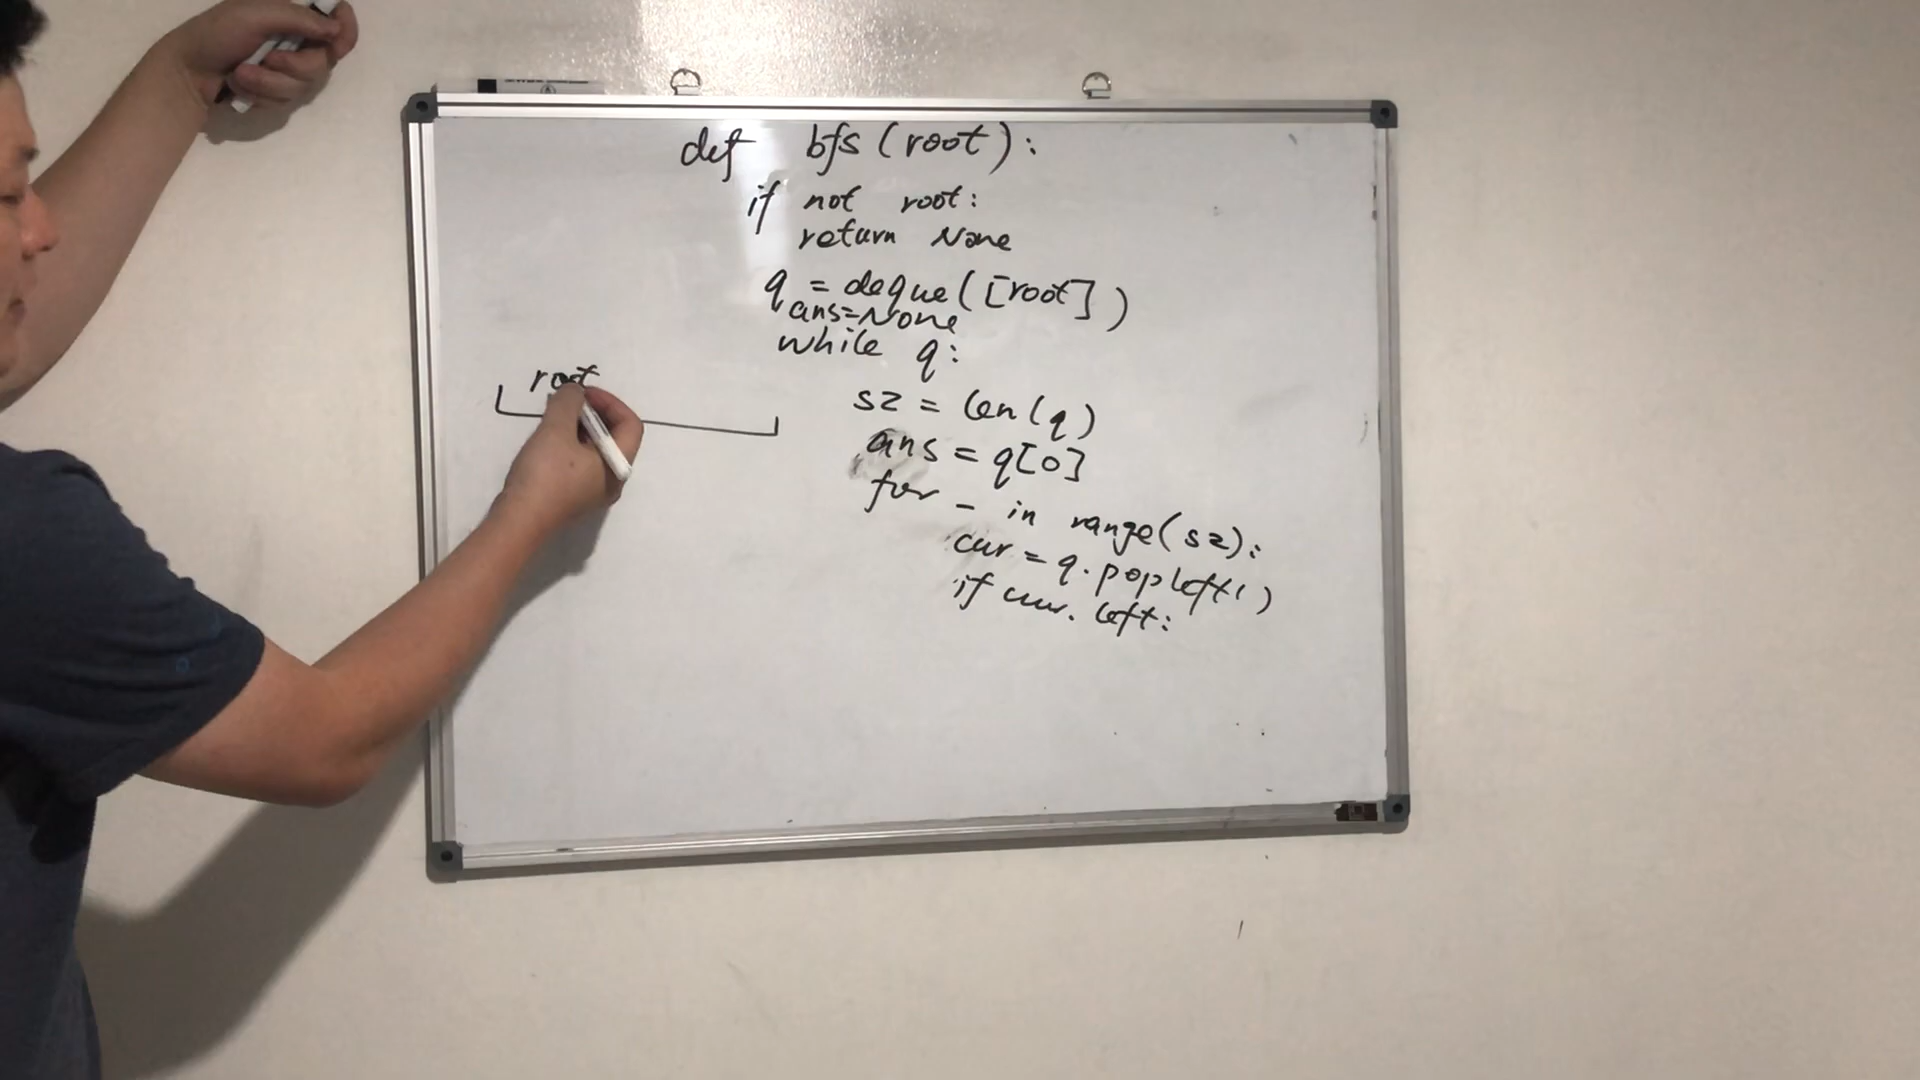 def bfs(root):
if not root:
return None
q = deque([root])
ans=None
while q:
sz = len(q)
ans = q[0]
for _ in range(sz):
cur = q.popleft()
if cur.left:
root